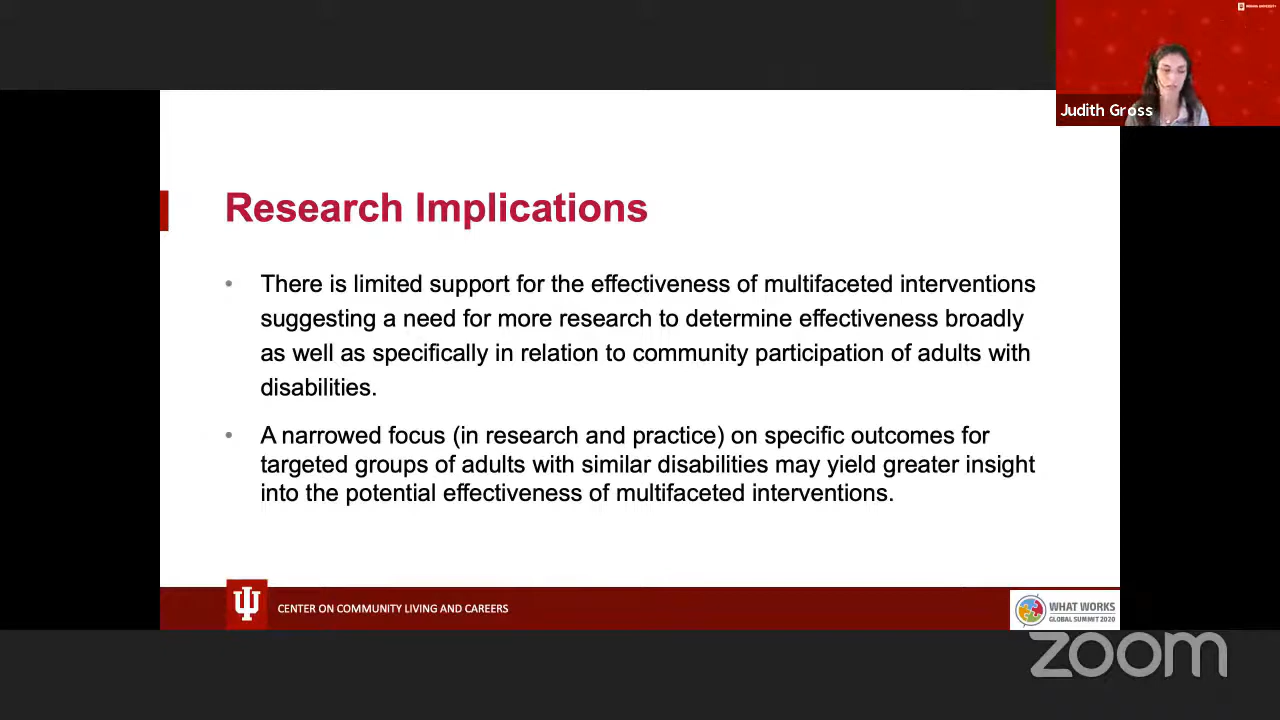 Judith Gross
Research Implications
• There is limited support for the effectiveness of multifaceted interventions
suggesting a need for more research to determine effectiveness broadly
as well as specifically in relation to community participation of adults with
disabilities.
• A narrowed focus (in research and practice) on specific outcomes for
targeted groups of adults with similar disabilities may yield greater insight
into the potential effectiveness of multifaceted interventions.
CENTER ON COMMUNITY LIVING AND CAREERS
WHAT WORKS
GLOBAL SUMMIT 2020
zoom